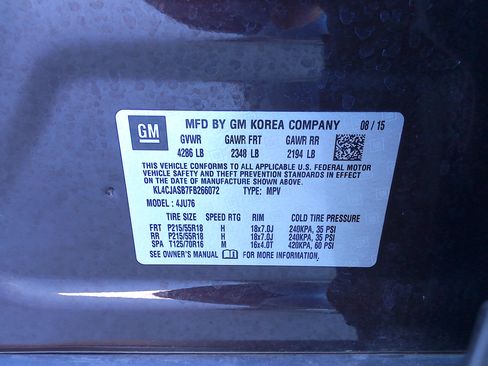 GM MFD BY GM KOREA COMPANY 08 / 15
GVWR GAWR FRT GAWR RR
4286 LB 2348 LB 2194 LB
THIS VEHICLE CONFORMS TO ALL APPLICABLE U.S. FEDERAL MOTOR
VEHICLE SAFETY AND THEFT PREVENTION STANDARDS IN EFFECT
ON THE DATE OF MANUFACTURE SHOWN ABOVE.
KL4CJASB7FB266072 TYPE: MPV
MODEL : 4JU76
TIRE SIZE SPEED RTG RIM COLD TIRE PRESSURE
FRT P215/55R18 H 18x7.0J 240KPA, 35 PSI
RR P215/55R18 H 18x7.0J 240KPA, 35 PSI
SPA T125/70R16 M 16x4.0T 420KPA, 60 PSI
SEE OWNER'S MANUAL FOR MORE INFORMATION.